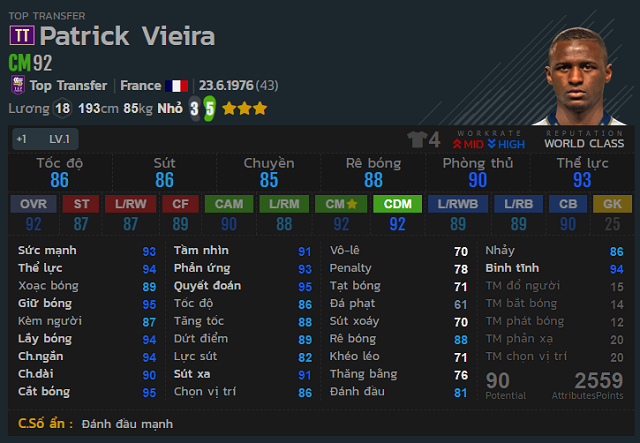 TOP TRANSFER
TT Patrick Vieira
CM 92
Top Transfer France 23.6.1976 (43)
Lương 18 193cm 85kg Nhỏ 3 5
+1 LV.1
4
WORKRATE
MID HIGH
REPUTATION
WORLD CLASS
Tốc độ Sút Chuyền Rê bóng Phòng thủ Thể lực
86 86 85 88 90 93
OVR ST L/RW CF CAM L/RM CM CDM L/RWB L/RB CB GK
92 87 87 89 90 88 92 92 89 89 90 25
Sức mạnh 93 Tầm nhìn 91 Vô-lê 70 Nhảy 86
Thể lực 94 Phản ứng 93 Penalty 78 Bình tĩnh 94
Xoạc bóng 89 Quyết đoán 95 Tạt bóng 71 TM đổ người 15
Giữ bóng 95 Tốc độ 86 Đá phạt 61 TM bắt bóng 14
Kèm người 87 Tăng tốc 88 Sút xoáy 70 TM phát bóng 12
Lấy bóng 94 Dứt điểm 89 Rê bóng 88 TM phản xạ 20
Ch.ngắn 94 Lực sút 82 Khéo léo 71 TM chọn vị trí 20
Ch.dài 90 Sút xa 91 Thăng bằng 76
Cắt bóng 95 Chọn vị trí 86 Đánh đầu 81
90 2559
Potential AttributesPoints
C.Số ẩn : Đánh đầu mạnh